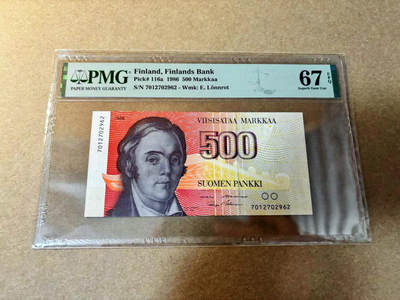 PMG
PAPER MONEY GUARANTY
Finland, Finlands Bank
Pick# 116a 1986 500 Markkaa
S/N 7012702962 - Wmk: E. Lönnrot
67 EPQ
Superb Gem Unc
VIISISATAA MARKKAA
500
SUOMEN PANKKI
7012702962
7012702962